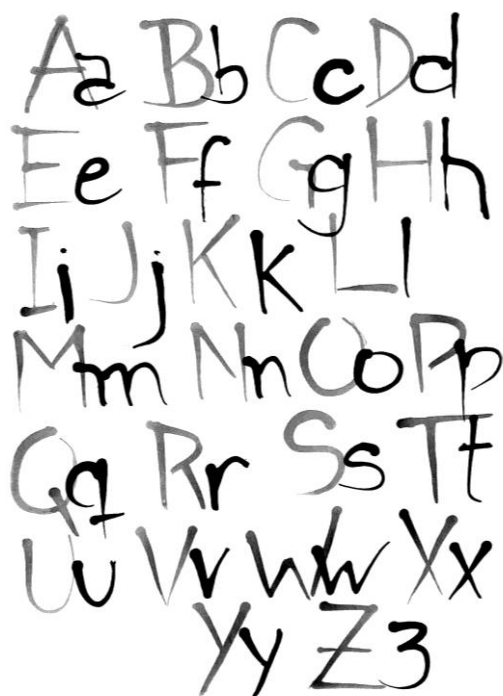 Aa Bb Cc Dd
Ee Ff Gg Hh
Ii Jj Kk Ll
Mm Nn Oo Pp
Qq Rr Ss Tt
Uu Vv Ww Xx
Yy Zz